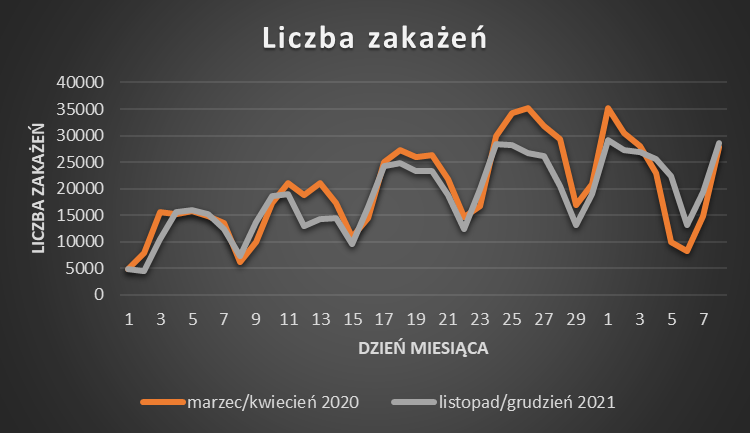 Liczba zakażeń
LICZBA ZAKAŻEŃ
40000
35000
30000
25000
20000
15000
10000
5000
0
1 3 5 7 9 11 13 15 17 19 21 23 25 27 29 1 3 5 7
DZIEŃ MIESIĄCA
marzec/kwiecień 2020 listopad/grudzień 2021